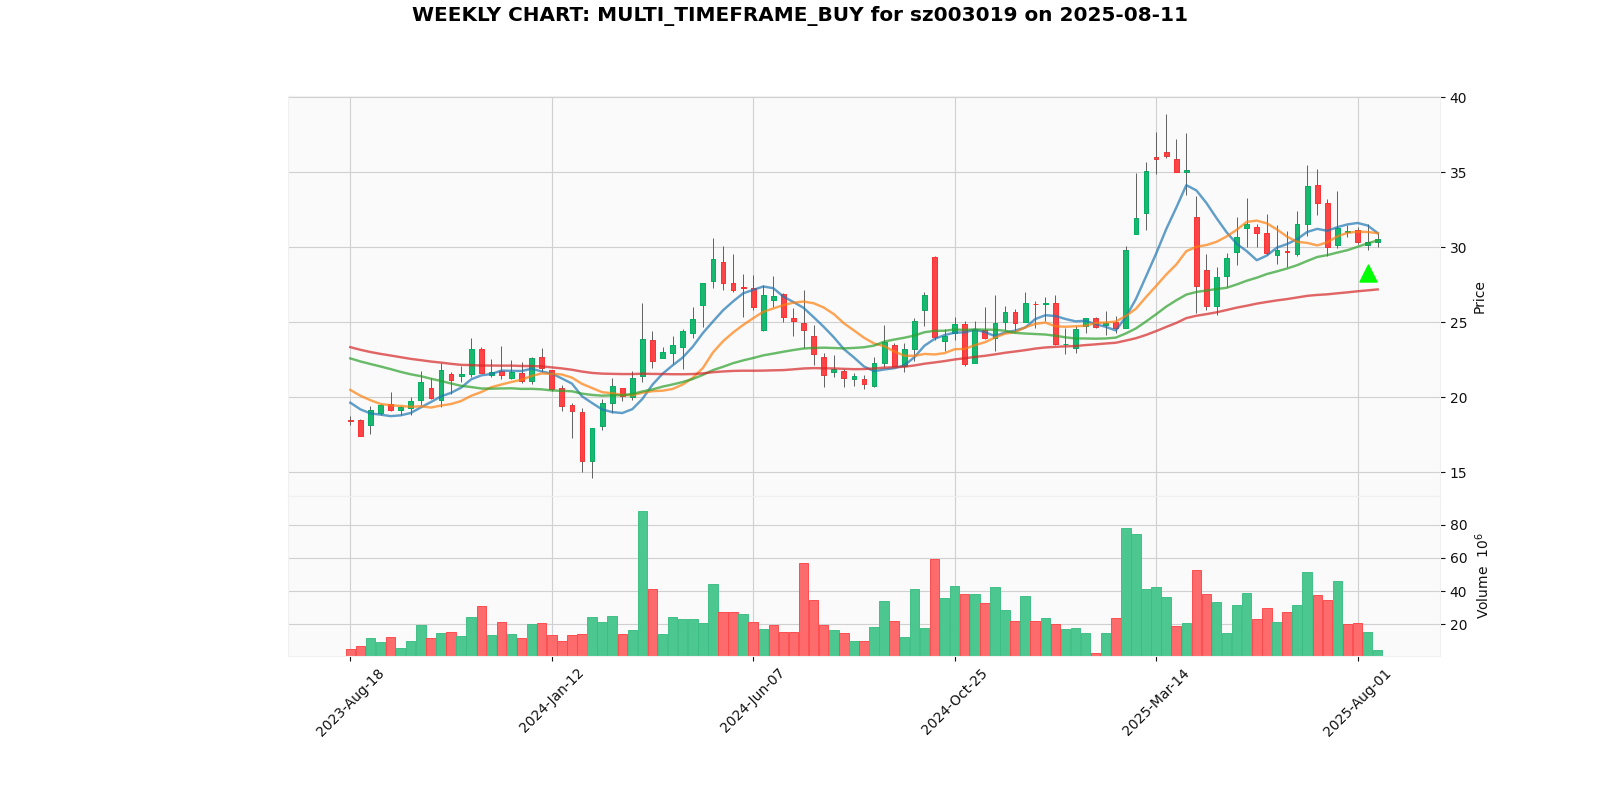 WEEKLY CHART: MULTI_TIMEFRAME_BUY for sz003019 on 2025-08-11
40
35
30
25
20
15
Price
80
60
40
20
Volume 10⁶
2023-Aug-18
2024-Jan-12
2024-Jun-07
2024-Oct-25
2025-Mar-14
2025-Aug-01